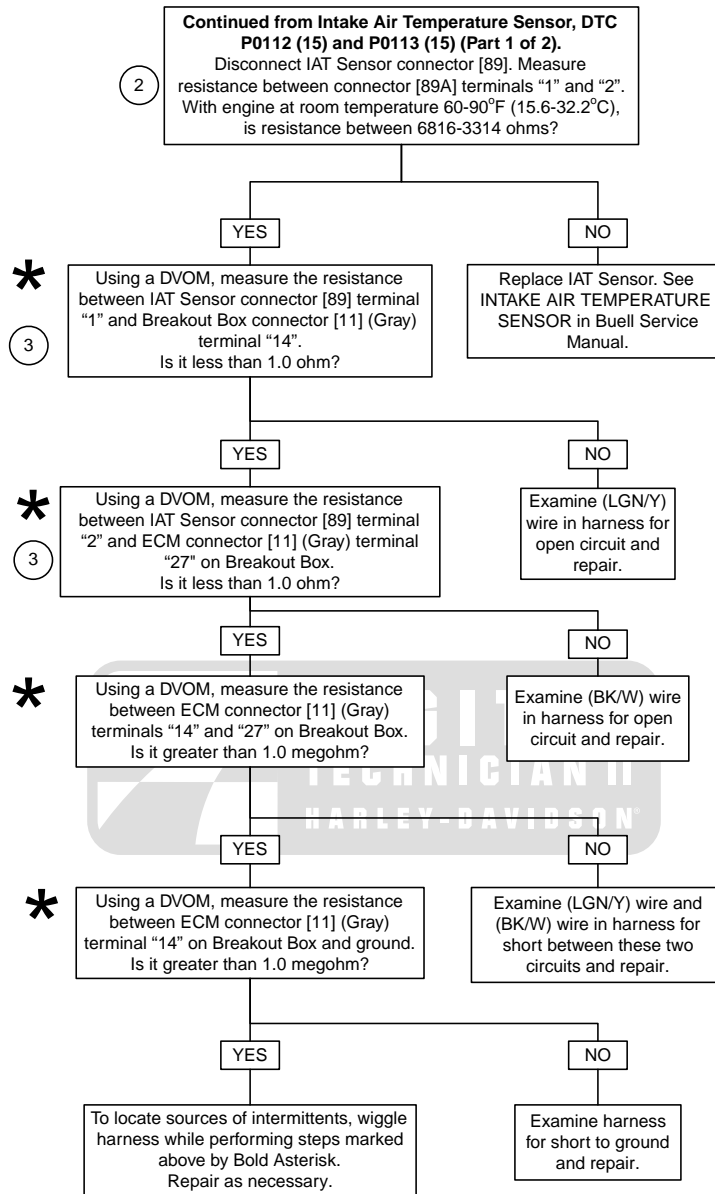 Continued from Intake Air Temperature Sensor, DTC
P0112 (15) and P0113 (15) (Part 1 of 2).
Disconnect IAT Sensor connector [89]. Measure
resistance between connector [89A] terminals “1” and “2”.
With engine at room temperature 60-90°F (15.6-32.2°C),
is resistance between 6816-3314 ohms?
2
YES
NO
*
Using a DVOM, measure the resistance
between IAT Sensor connector [89] terminal
“1” and Breakout Box connector [11] (Gray)
terminal “14”.
Is it less than 1.0 ohm?
3
Replace IAT Sensor. See
INTAKE AIR TEMPERATURE
SENSOR in Buell Service
Manual.
YES
NO
*
Using a DVOM, measure the resistance
between IAT Sensor connector [89] terminal
“2” and ECM connector [11] (Gray) terminal
“27" on Breakout Box.
Is it less than 1.0 ohm?
3
Examine (LGN/Y)
wire in harness for
open circuit and
repair.
YES
NO
*
Using a DVOM, measure the resistance
between ECM connector [11] (Gray)
terminals “14” and “27” on Breakout Box.
Is it greater than 1.0 megohm?
Examine (BK/W) wire
in harness for open
circuit and repair.
TECHNICIAN II
HARLEY-DAVIDSON®
YES
NO
*
Using a DVOM, measure the resistance
between ECM connector [11] (Gray)
terminal “14” on Breakout Box and ground.
Is it greater than 1.0 megohm?
Examine (LGN/Y) wire and
(BK/W) wire in harness for
short between these two
circuits and repair.
YES
NO
To locate sources of intermittents, wiggle
harness while performing steps marked
above by Bold Asterisk.
Repair as necessary.
Examine harness
for short to ground
and repair.